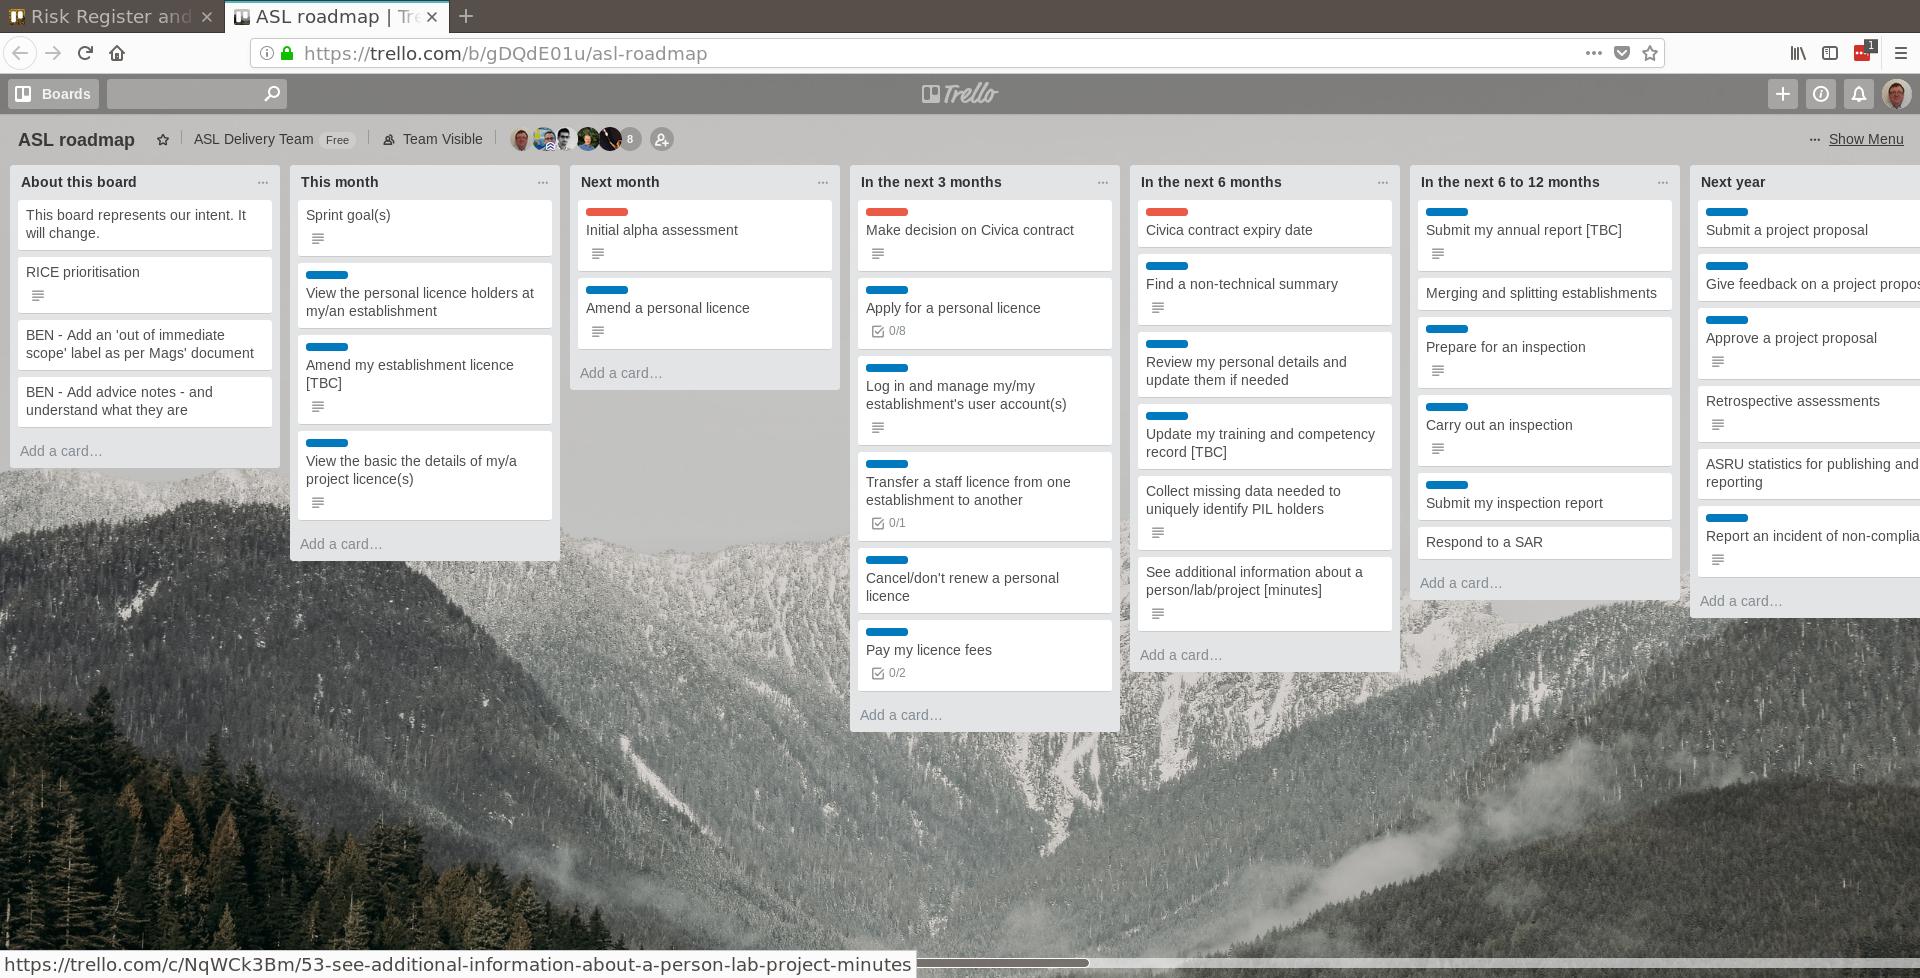 Risk Register and
ASL roadmap | Tre
1
https://trello.com/b/gDQdE01u/asl-roadmap
Boards
Trello
ASL roadmap
ASL Delivery Team
Free
Team Visible
8
Show Menu
About this board
This board represents our intent. It
will change.
RICE prioritisation
BEN - Add an 'out of immediate
scope' label as per Mags' document
BEN - Add advice notes - and
understand what they are
Add a card…
This month
Sprint goal(s)
View the personal licence holders at
my/an establishment
Amend my establishment licence
[TBC]
View the basic the details of my/a
project licence(s)
Add a card…
Next month
Initial alpha assessment
Amend a personal licence
Add a card…
In the next 3 months
Make decision on Civica contract
Apply for a personal licence
0/8
Log in and manage my/my
establishment's user account(s)
Transfer a staff licence from one
establishment to another
0/1
Cancel/don't renew a personal
licence
Pay my licence fees
0/2
Add a card…
In the next 6 months
Civica contract expiry date
Find a non-technical summary
Review my personal details and
update them if needed
Update my training and competency
record [TBC]
Collect missing data needed to
uniquely identify PIL holders
See additional information about a
person/lab/project [minutes]
Add a card…
In the next 6 to 12 months
Submit my annual report [TBC]
Merging and splitting establishments
Prepare for an inspection
Carry out an inspection
Submit my inspection report
Respond to a SAR
Add a card…
Next year
Submit a project proposal
Give feedback on a project propos
Approve a project proposal
Retrospective assessments
ASRU statistics for publishing and
reporting
Report an incident of non-complia
Add a card…
https://trello.com/c/NqWCk3Bm/53-see-additional-information-about-a-person-lab-project-minutes